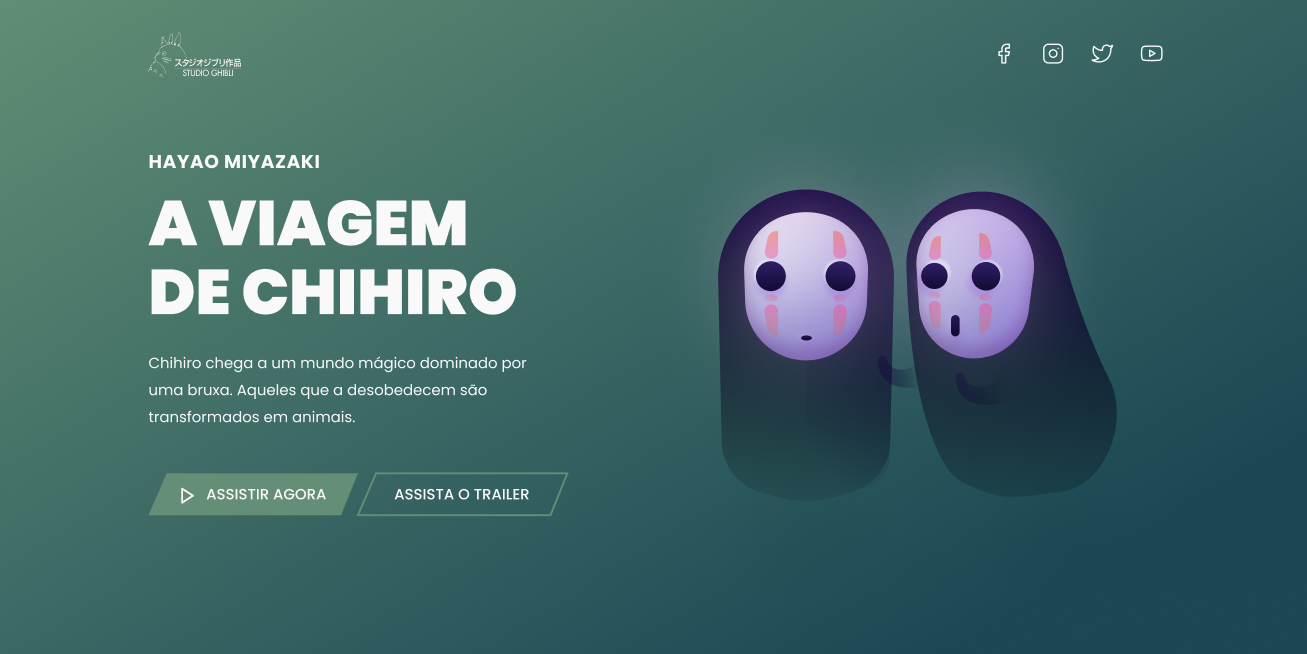 スタジオジブリ作品
STUDIO GHIBLI
HAYAO MIYAZAKI
A VIAGEM
DE CHIHIRO
Chihiro chega a um mundo mágico dominado por
uma bruxa. Aqueles que a desobedecem são
transformados em animais.
ASSISTIR AGORA
ASSISTA O TRAILER